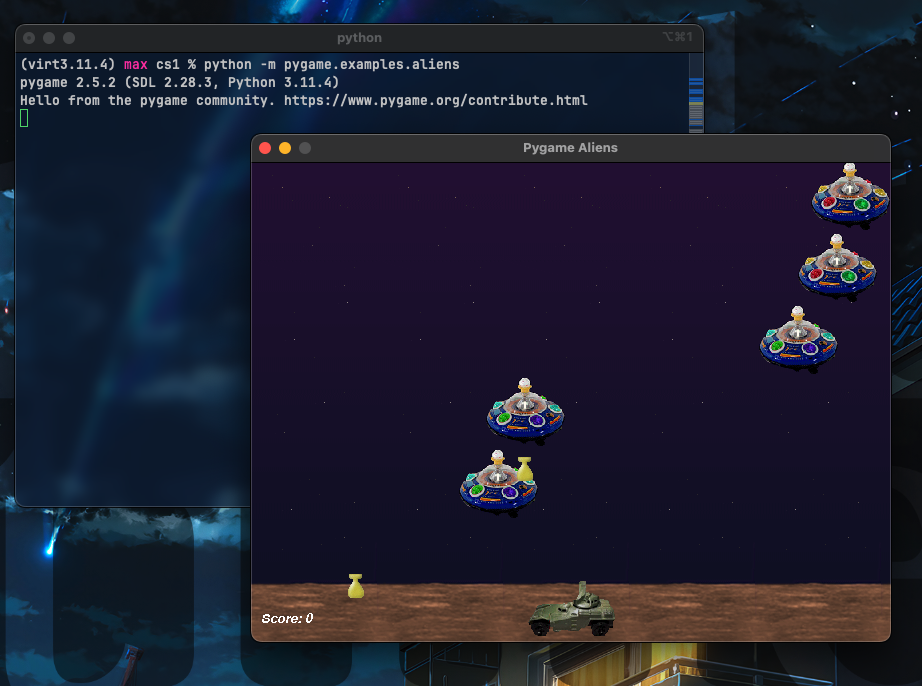 python
⌥⌘1
(virt3.11.4) max cs1 % python -m pygame.examples.aliens
pygame 2.5.2 (SDL 2.28.3, Python 3.11.4)
Hello from the pygame community. https://www.pygame.org/contribute.html
Pygame Aliens
Score: 0